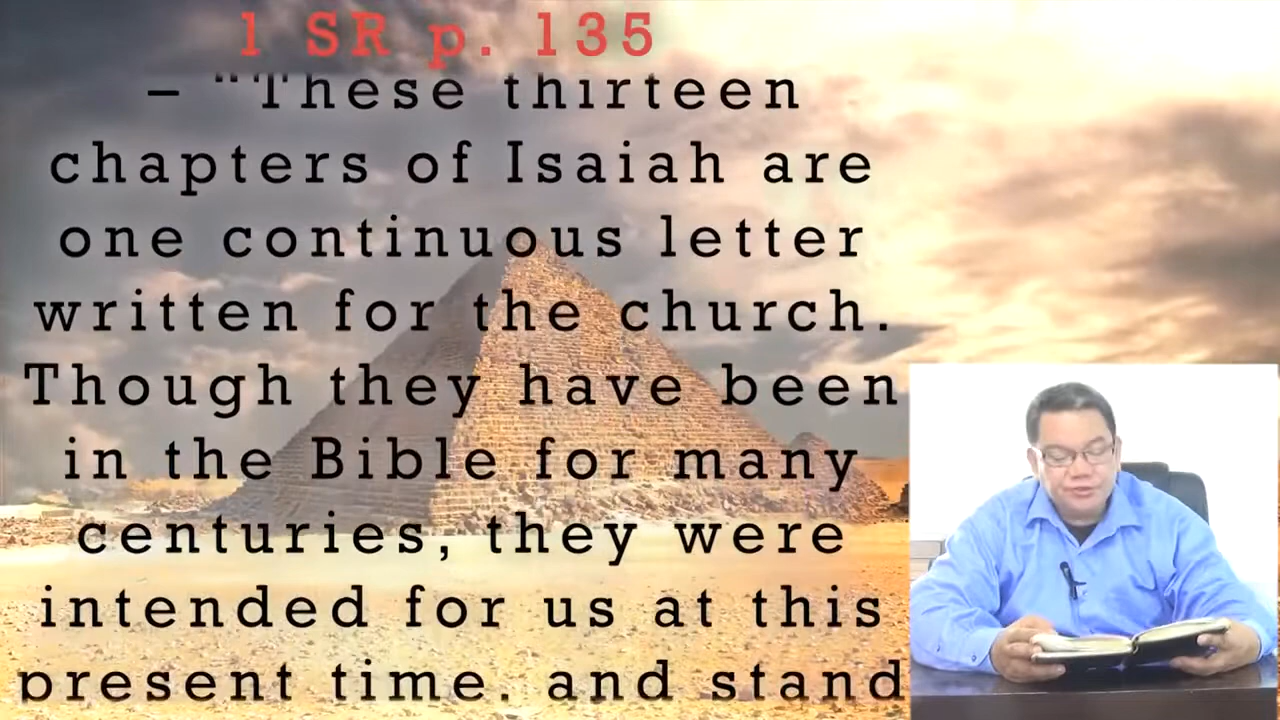 1 SR p. 135
– "These thirteen
chapters of Isaiah are
one continuous letter
written for the church.
Though they have been
in the Bible for many
centuries, they were
intended for us at this
present time, and stand